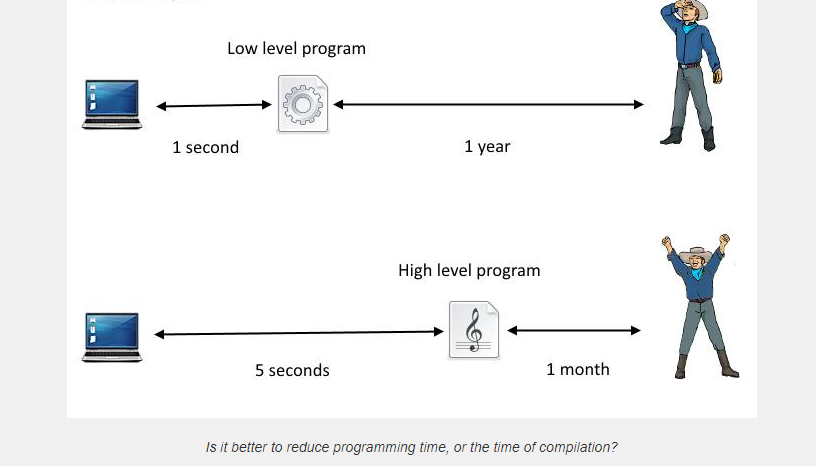 Low level program
1 second
1 year
High level program
5 seconds
1 month
Is it better to reduce programming time, or the time of compilation?